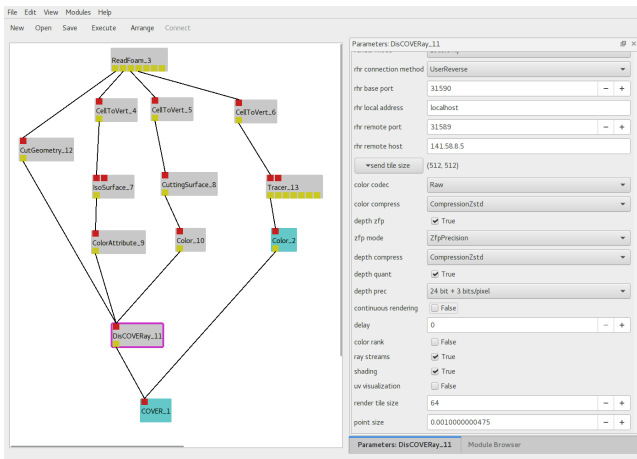 File Edit View Modules Help
New Open Save Execute Arrange Connect
ReadFoam_3
CellToVert_4
CellToVert_5
CellToVert_6
CutGeometry_12
IsoSurface_7
CuttingSurface_8
Tracer_13
ColorAttribute_9
Color_10
Color_2
DisCOVERay_11
COVER_1
Parameters: DisCOVERay_11
rhr connection method UserReverse
rhr base port 31590
rhr local address localhost
rhr remote port 31589
rhr remote host 141.58.8.5
send tile size (512, 512)
color codec Raw
color compress CompressionZstd
depth zfp True
zfp mode ZfpPrecision
depth compress CompressionZstd
depth quant True
depth prec 24 bit + 3 bits/pixel
continuous rendering False
delay 0
color rank False
ray streams True
shading True
uv visualization False
render tile size 64
point size 0.0010000000475
Parameters: DisCOVERay_11 Module Browser